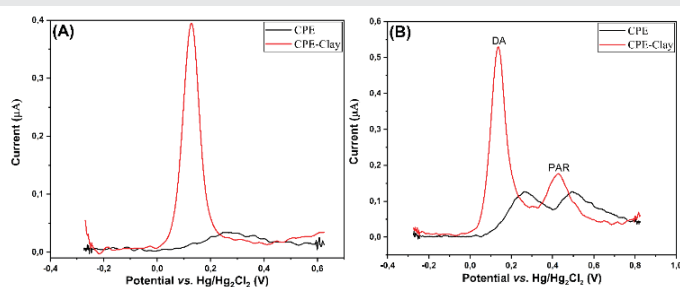 (A)
CPE
CPE-Clay
0,4
0,3
0,2
0,1
0,0
Current (µA)
-0,4 -0,2 0,0 0,2 0,4 0,6
Potential vs. Hg/Hg2Cl2 (V)
(B)
CPE
CPE-Clay
DA
PAR
0,6
0,5
0,4
0,3
0,2
0,1
0,0
Current (µA)
-0,4 -0,2 0,0 0,2 0,4 0,6 0,8 1,0
Potential vs. Hg/Hg2Cl2 (V)